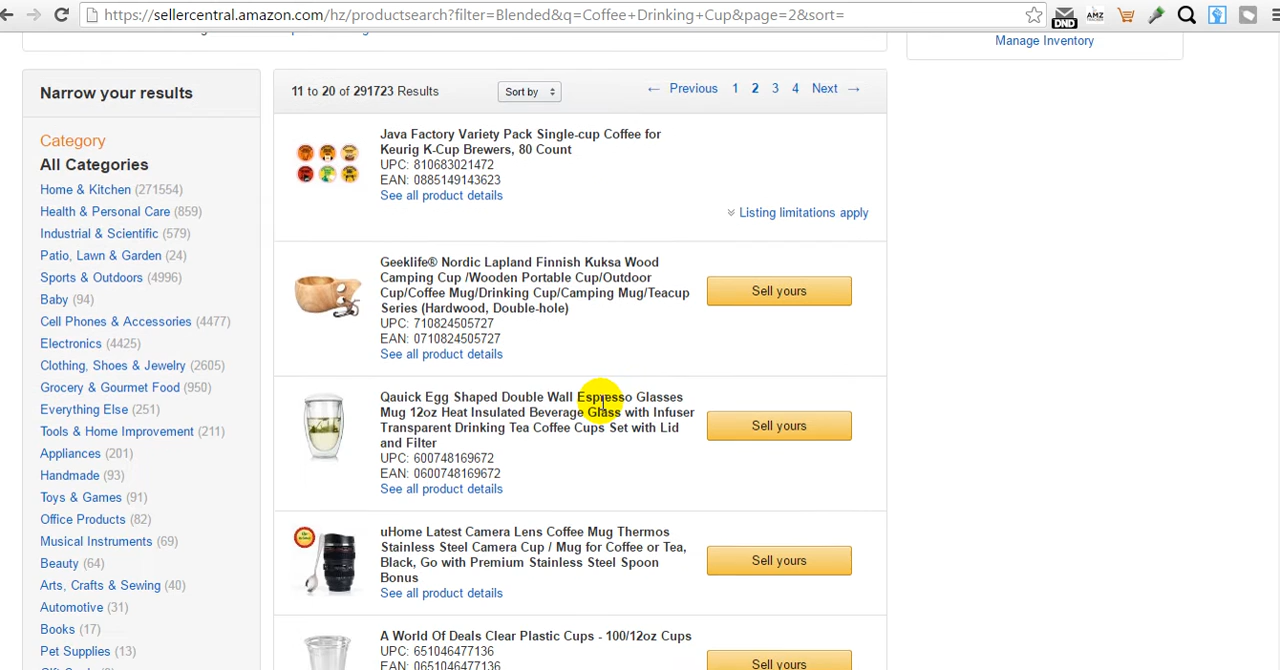 https://sellercentral.amazon.com/hz/productsearch?filter=Blended&q=Coffee+Drinking+Cup&page=2&sort=
DND
AMZ
Manage Inventory
Narrow your results
Category
All Categories
Home & Kitchen (271554)
Health & Personal Care (859)
Industrial & Scientific (579)
Patio, Lawn & Garden (24)
Sports & Outdoors (4996)
Baby (94)
Cell Phones & Accessories (4477)
Electronics (4425)
Clothing, Shoes & Jewelry (2605)
Grocery & Gourmet Food (950)
Everything Else (251)
Tools & Home Improvement (211)
Appliances (201)
Handmade (93)
Toys & Games (91)
Office Products (82)
Musical Instruments (69)
Beauty (64)
Arts, Crafts & Sewing (40)
Automotive (31)
Books (17)
Pet Supplies (13)
11 to 20 of 291723 Results
Sort by
← Previous 1 2 3 4 Next →
Java Factory Variety Pack Single-cup Coffee for
Keurig K-Cup Brewers, 80 Count
UPC: 810683021472
EAN: 0885149143623
See all product details
Listing limitations apply
Geeklife® Nordic Lapland Finnish Kuksa Wood
Camping Cup /Wooden Portable Cup/Outdoor
Cup/Coffee Mug/Drinking Cup/Camping Mug/Teacup
Series (Hardwood, Double-hole)
UPC: 710824505727
EAN: 0710824505727
See all product details
Sell yours
Qauick Egg Shaped Double Wall Espresso Glasses
Mug 12oz Heat Insulated Beverage Glass with Infuser
Transparent Drinking Tea Coffee Cups Set with Lid
and Filter
UPC: 600748169672
EAN: 0600748169672
See all product details
Sell yours
uHome Latest Camera Lens Coffee Mug Thermos
Stainless Steel Camera Cup / Mug for Coffee or Tea,
Black, Go with Premium Stainless Steel Spoon
Bonus
See all product details
Sell yours
A World Of Deals Clear Plastic Cups - 100/12oz Cups
UPC: 651046477136
EAN: 0651046477136
Sell yours